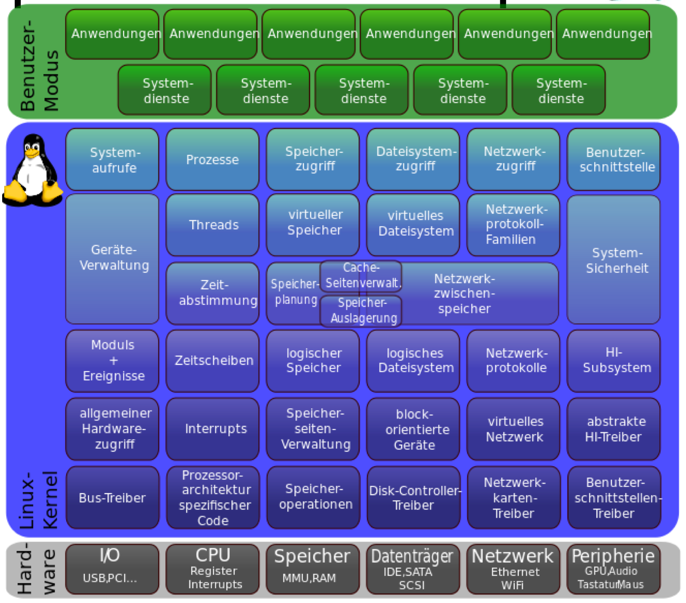 Benutzer-
Modus
Anwendungen Anwendungen Anwendungen Anwendungen Anwendungen Anwendungen
System-
dienste
System-
dienste
System-
dienste
System-
dienste
System-
dienste
Linux-
Kernel
System-
aufrufe
Prozesse
Speicher-
zugriff
Dateisystem-
zugriff
Netzwerk-
zugriff
Benutzer-
schnittstelle
Geräte-
Verwaltung
Threads
virtueller
Speicher
virtuelles
Dateisystem
Netzwerk-
protokoll-
Familien
System-
Sicherheit
Zeit-
abstimmung
Speicher-
planung
Cache-
Seitenverwalt.
Speicher-
Auslagerung
Netzwerk-
zwischen-
speicher
Moduls
+
Ereignisse
Zeitscheiben
logischer
Speicher
logisches
Dateisystem
Netzwerk-
protokolle
HI-
Subsystem
allgemeiner
Hardware-
zugriff
Interrupts
Speicher-
seiten-
Verwaltung
block-
orientierte
Geräte
virtuelles
Netzwerk
abstrakte
HI-Treiber
Bus-Treiber
Prozessor-
architektur
spezifischer
Code
Speicher-
operationen
Disk-Controller-
Treiber
Netzwerk-
karten-
Treiber
Benutzer-
schnittstellen-
Treiber
Hard-
ware
I/O
USB,PCI...
CPU
Register
Interrupts
Speicher
MMU,RAM
Datenträger
IDE,SATA
SCSI
Netzwerk
Ethernet
WiFi
Peripherie
GPU,Audio
Tastatur,Maus